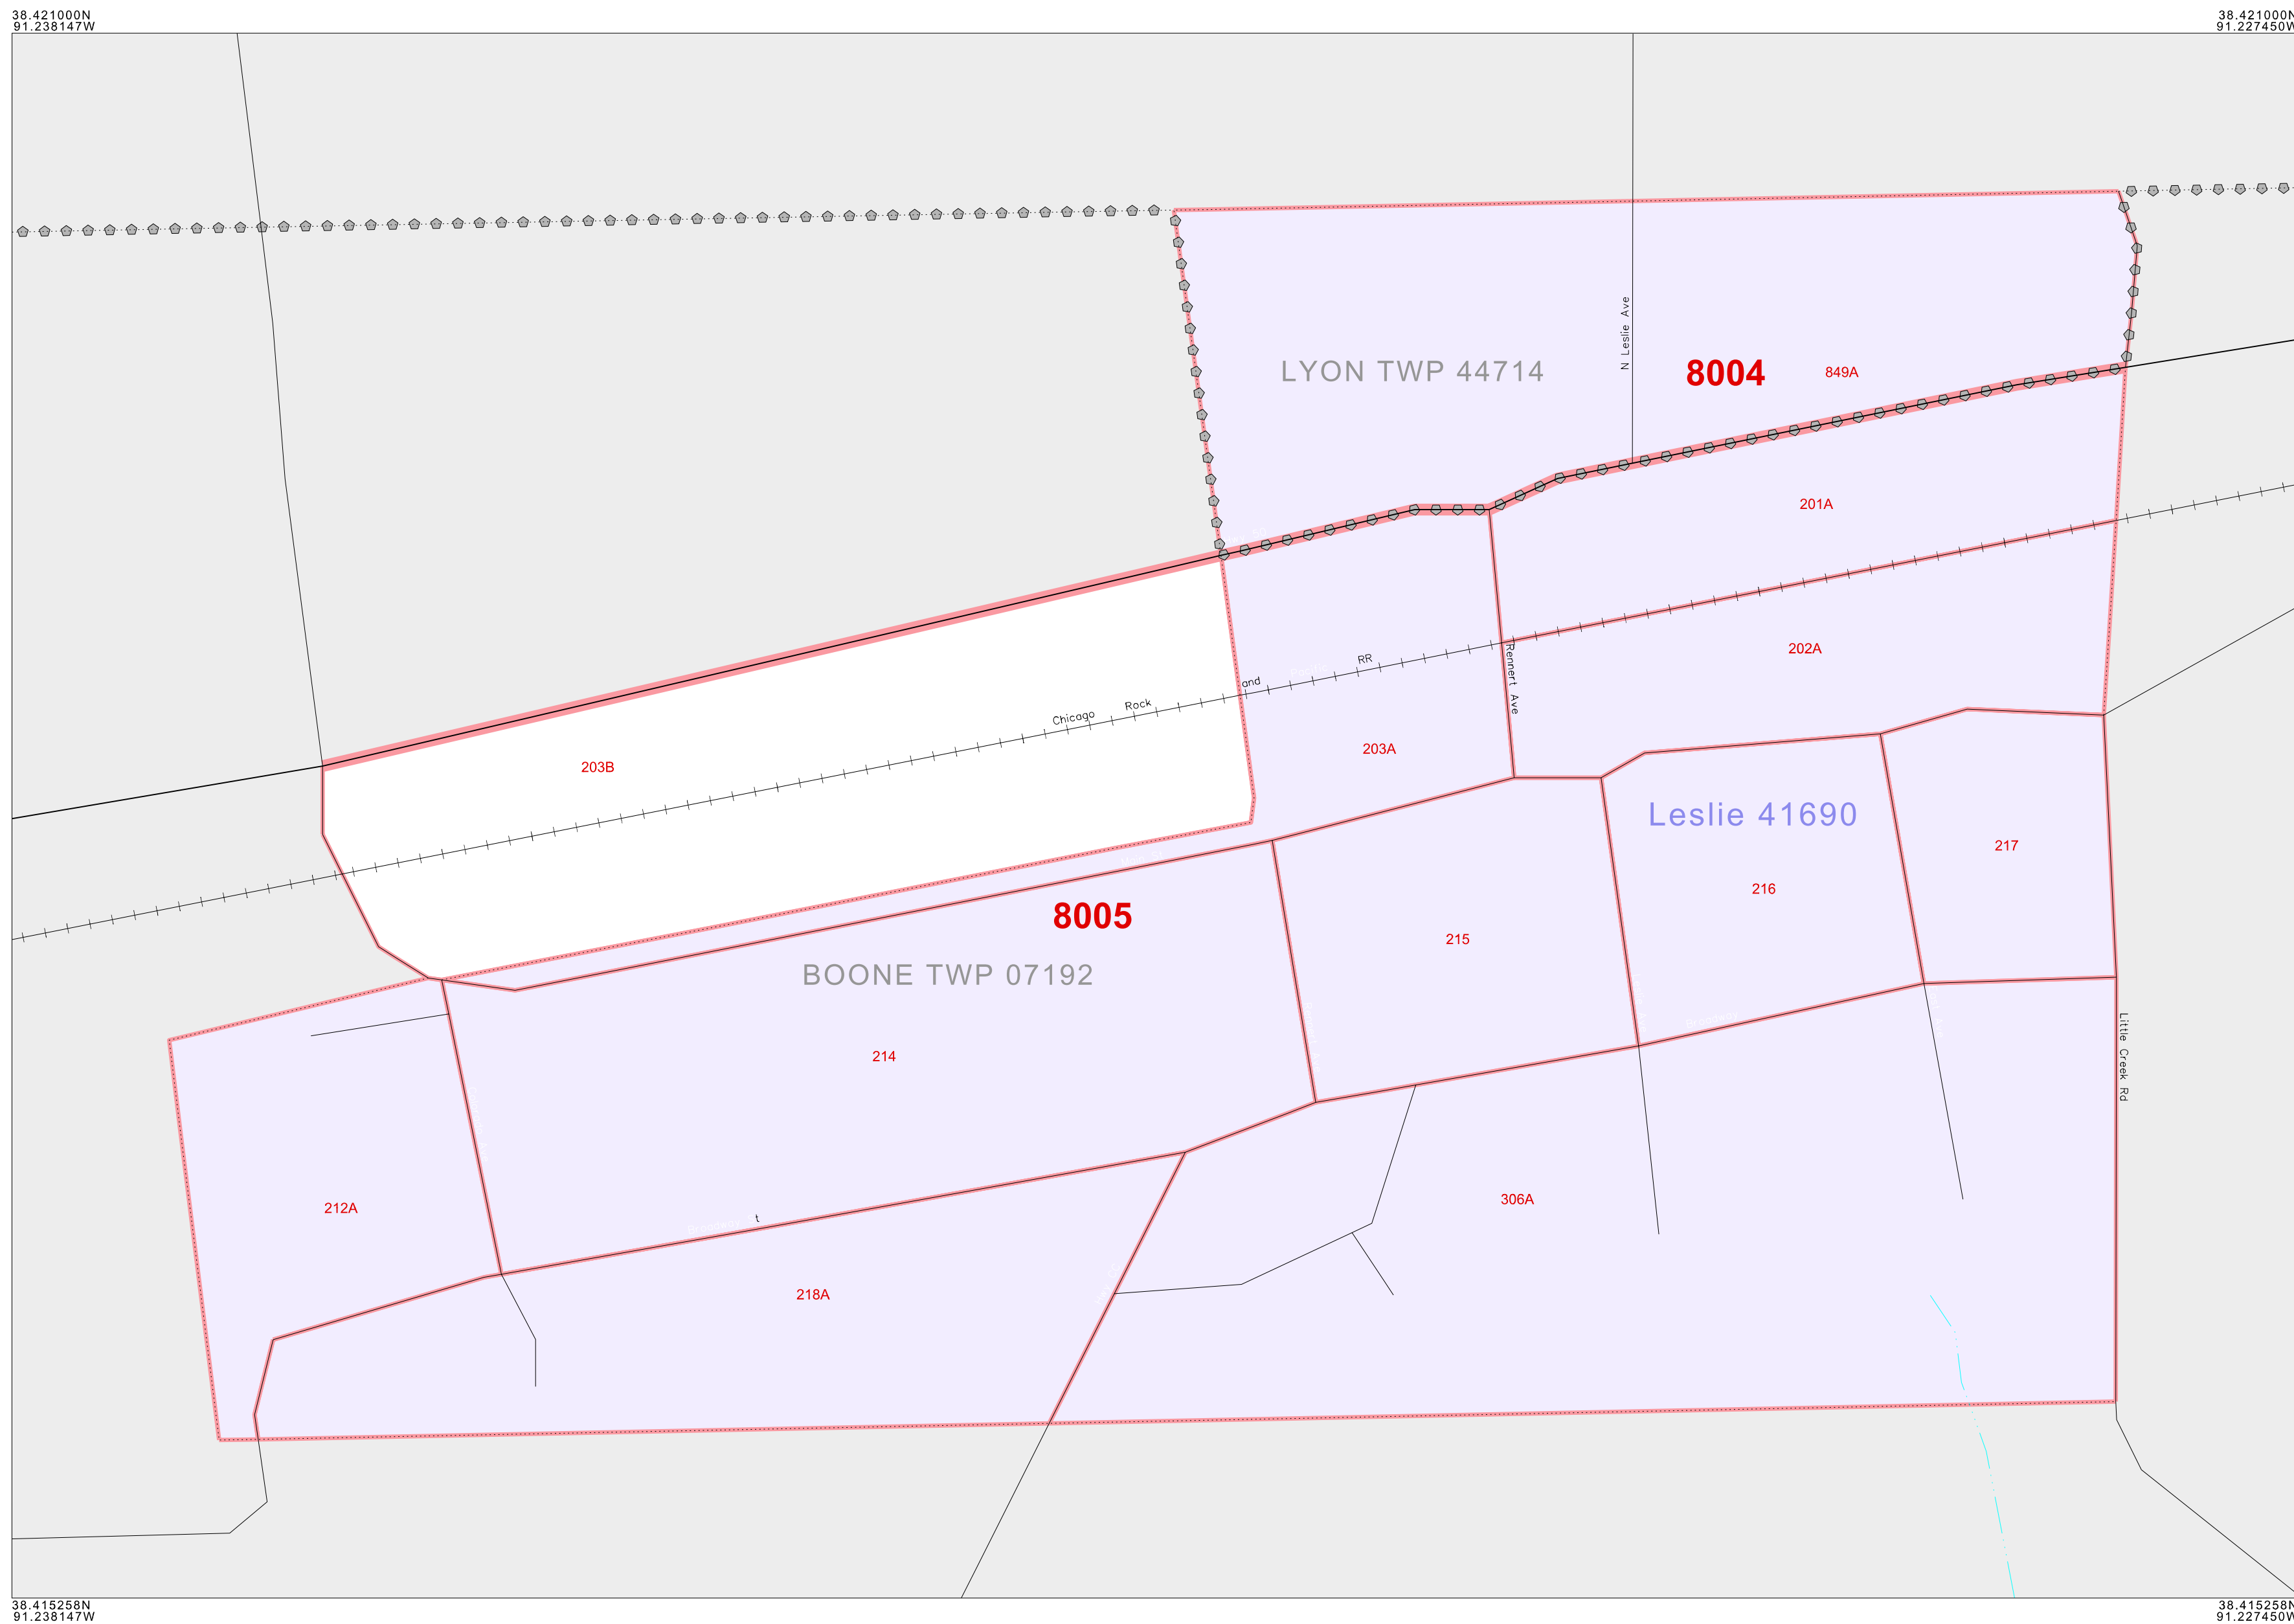 38.421000N
91.238147W
38.421000N
91.227450W
N Leslie Ave
LYON TWP 44714
8004
849A
201A
202A
Rennert Ave
Chicago Rock and RR
203B
203A
Leslie 41690
217
216
215
8005
BOONE TWP 07192
214
Little Creek Rd
212A
306A
218A
38.415258N
91.238147W
38.415258N
91.227450W